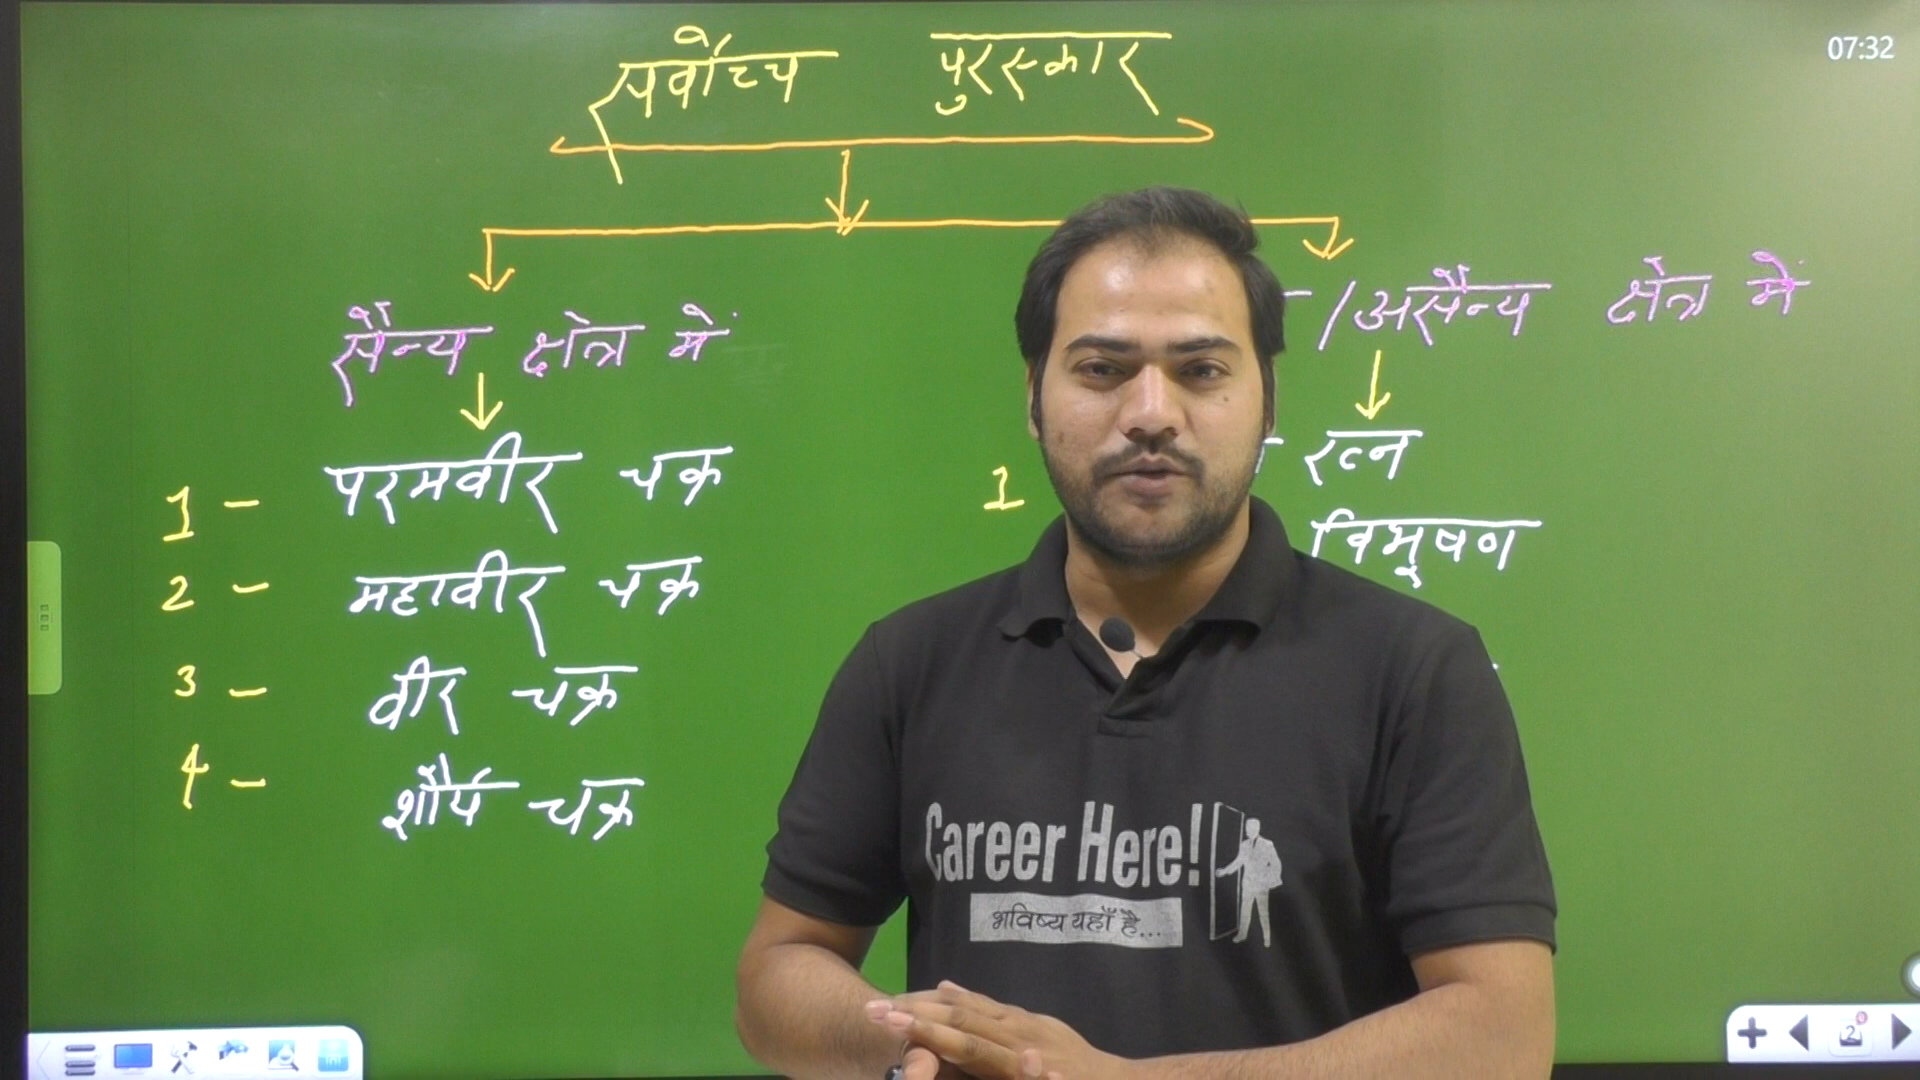 सर्वोच्च पुरस्कार
07:32
सैन्य क्षेत्र में
/असैन्य क्षेत्र में
1 - परमवीर चक्र
2 - महावीर चक्र
3 - वीर चक्र
4 - शौर्य चक्र
1
रत्न
विभूषण
Career Here!
भविष्य यहाँ है...
2